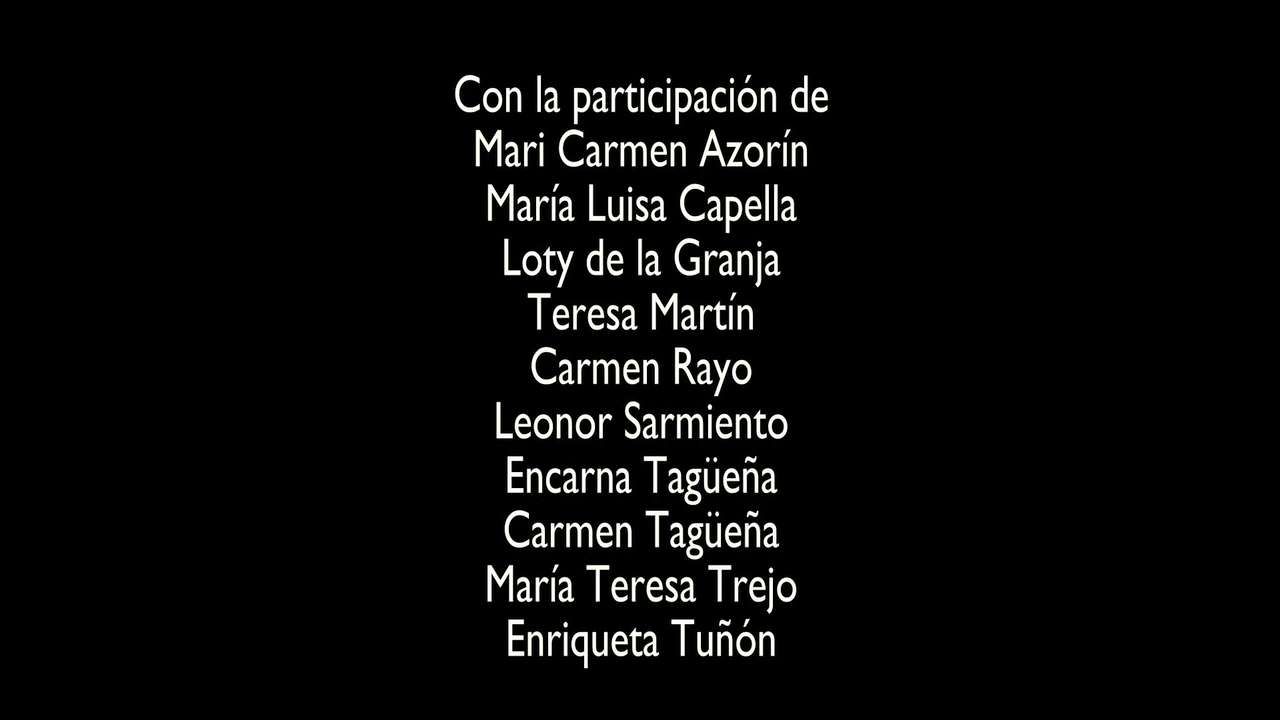 Con la participación de
Mari Carmen Azorín
María Luisa Capella
Loty de la Granja
Teresa Martín
Carmen Rayo
Leonor Sarmiento
Encarna Tagüeña
Carmen Tagüeña
María Teresa Trejo
Enriqueta Tuñón